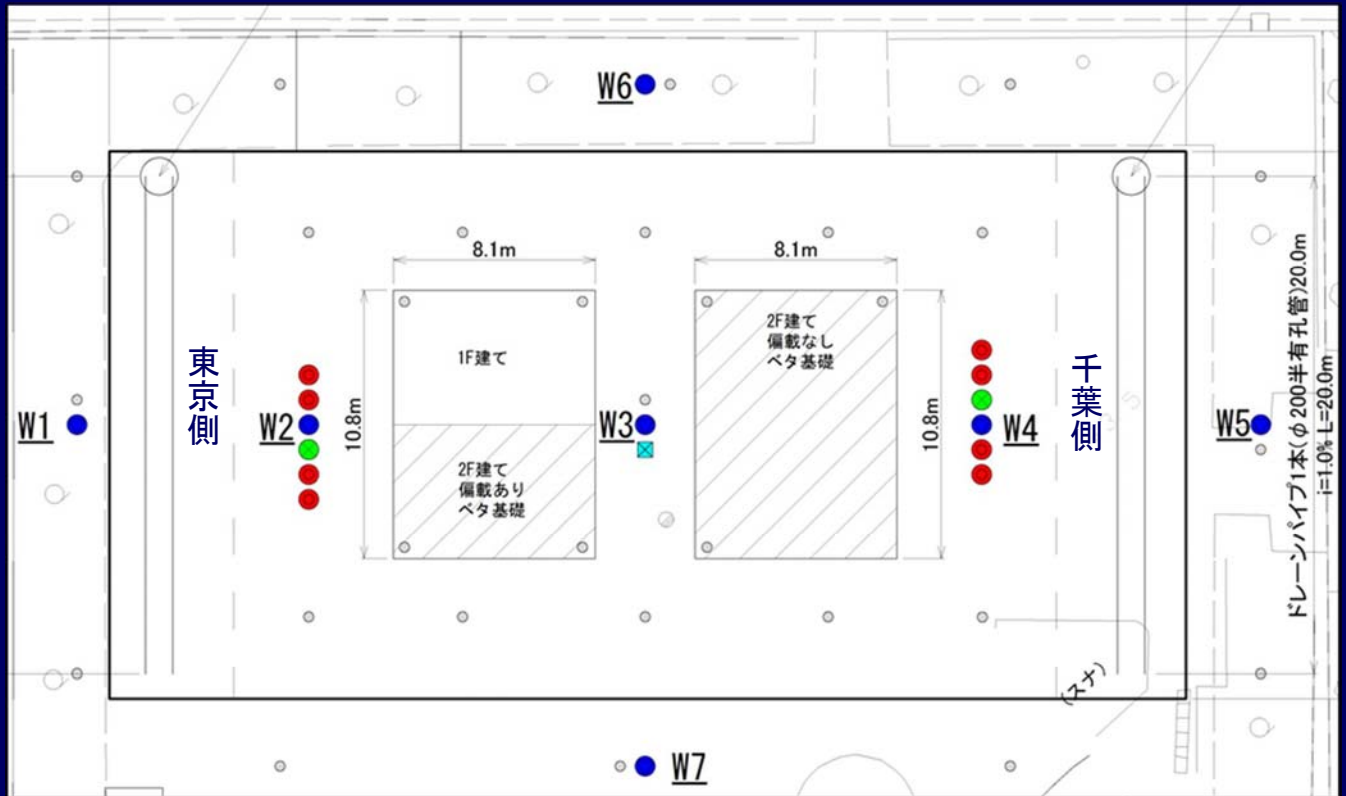 W6
8.1m
8.1m
1F建て
2F建て
偏載なし
ベタ基礎
東京側
千葉側
10.8m
10.8m
W1
W2
W3
W4
W5
2F建て
偏載あり
ベタ基礎
ドレーンパイプ1本(φ200半有孔管)20.0m
i=1.0% L=20.0m
(スナ)
W7